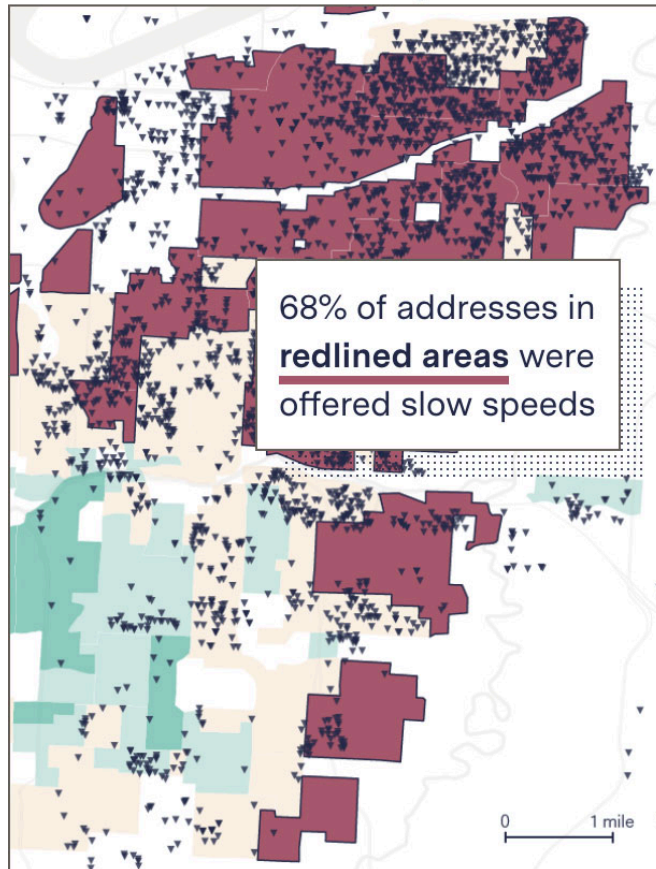 68% of addresses in
redlined areas were
offered slow speeds
0 1 mile